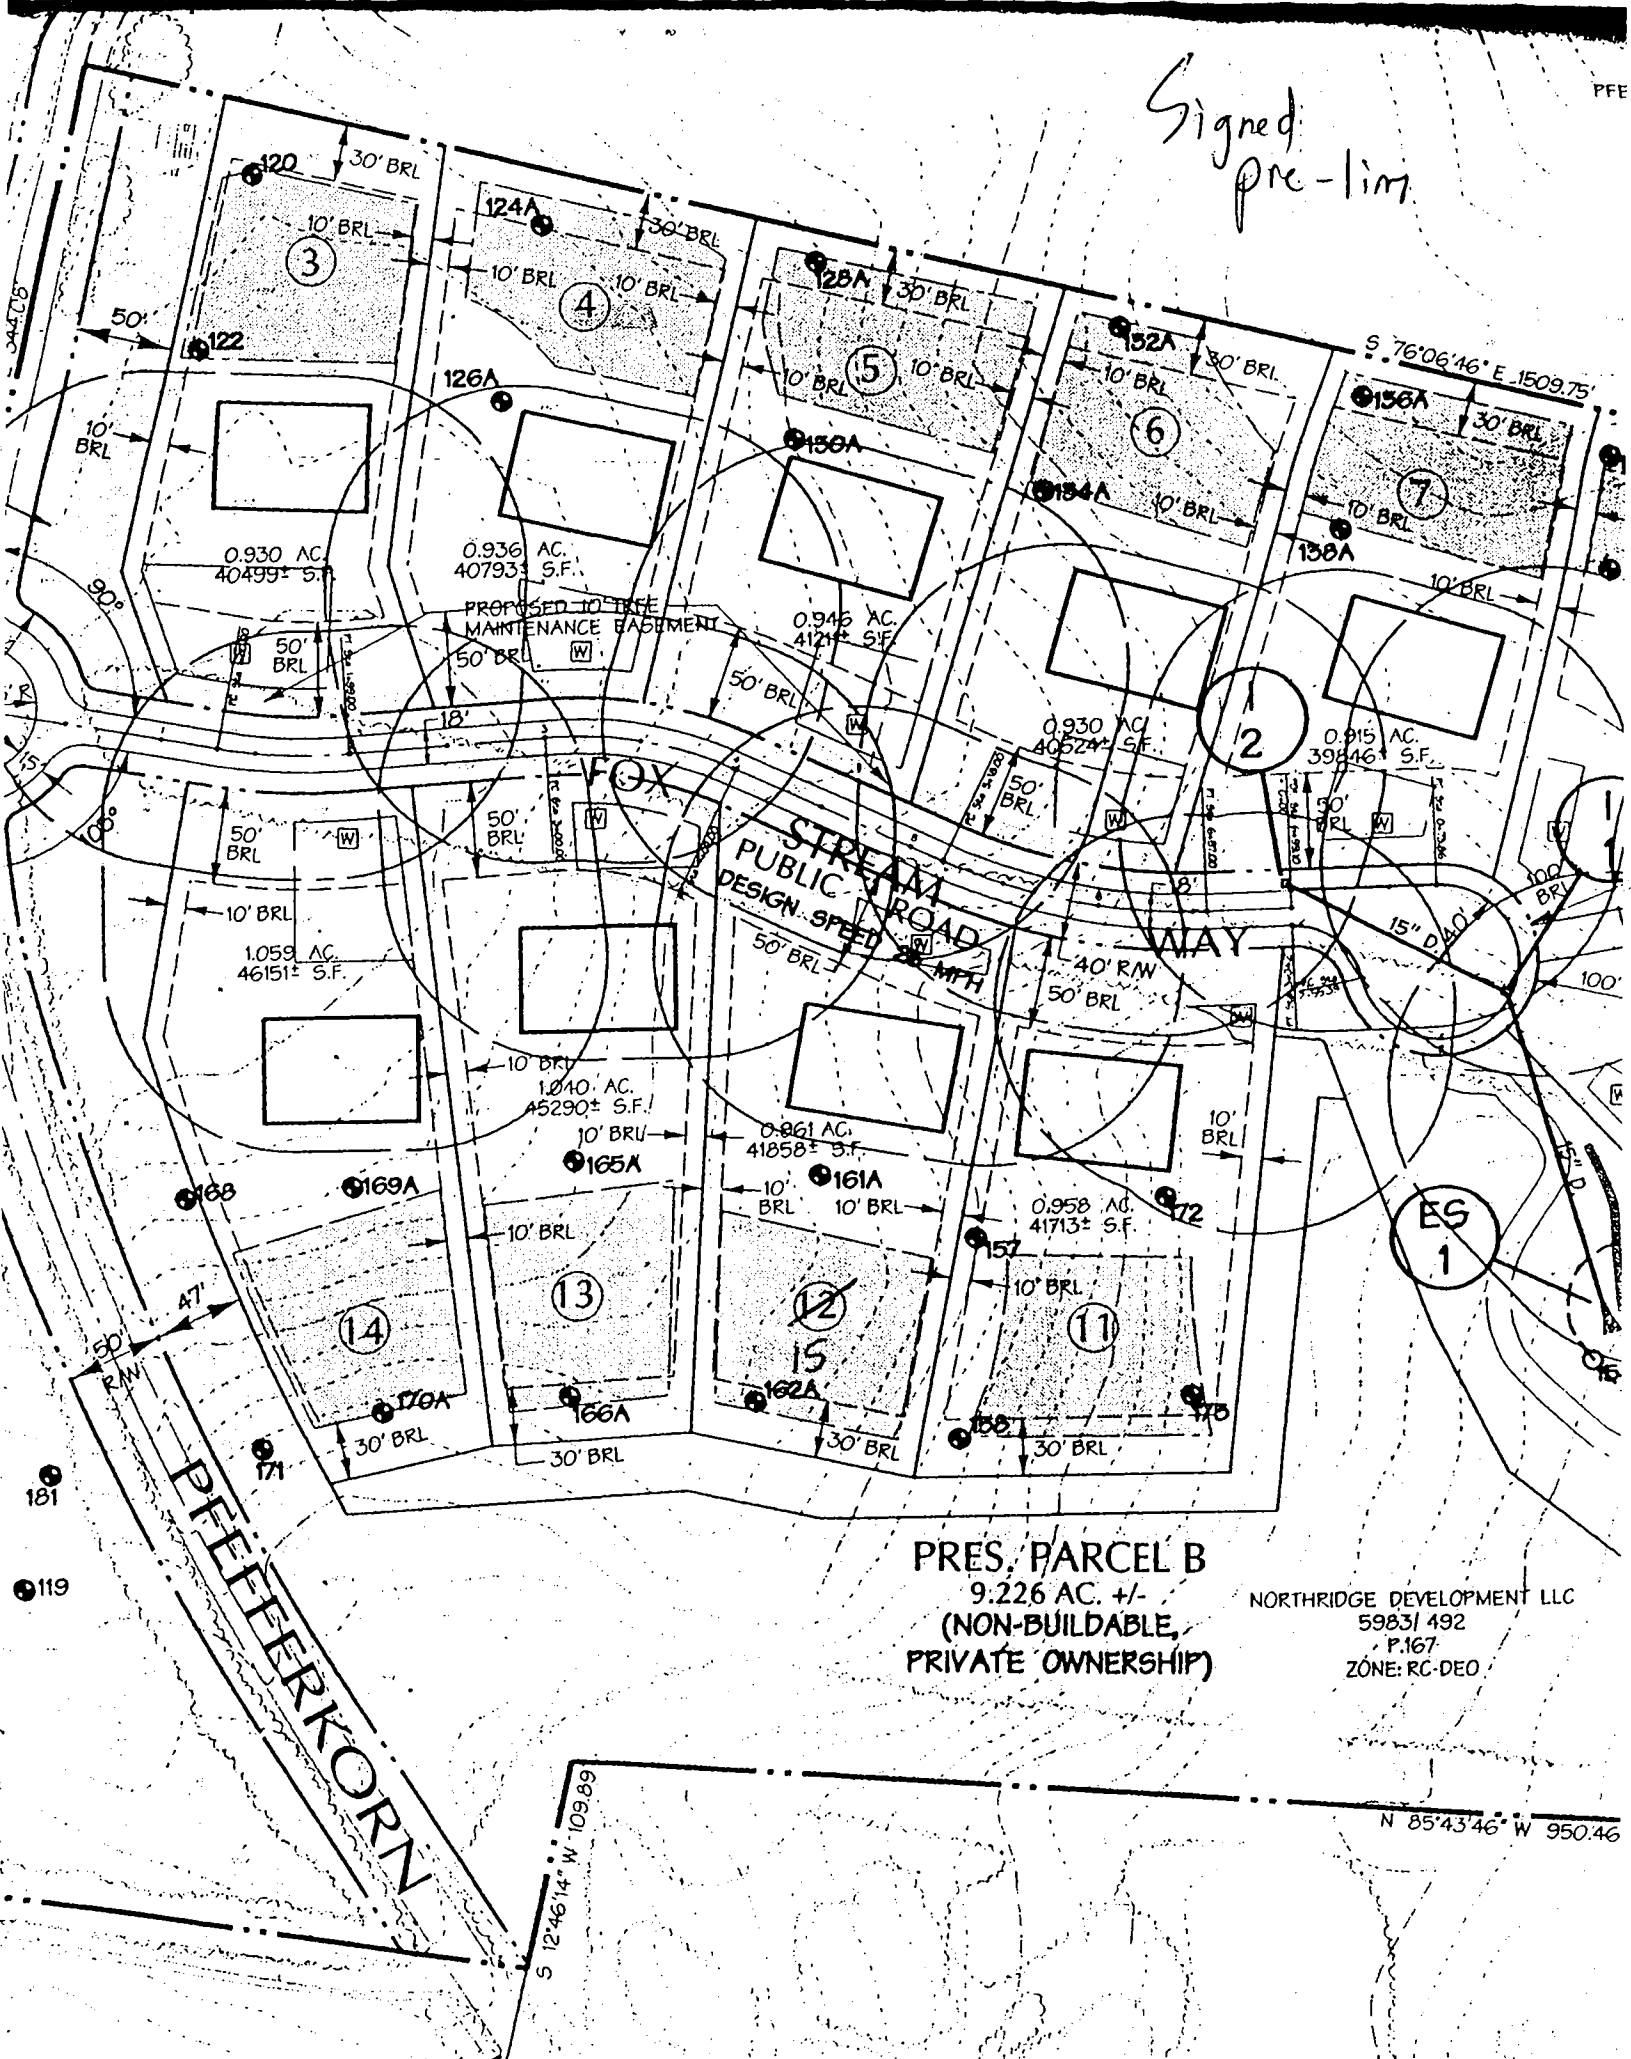 Signed
pre-lim
PFE
120
30' BRL
10' BRL
3
122
50'
10'
BRL
0.930 AC.
40499± S.F.
50'
BRL
90°
124A
30' BRL
10' BRL
10' BRL
4
126A
0.936 AC.
40793± S.F.
PROPOSED 10' TREE
MAINTENANCE EASEMENT
50' BRL
W
W
128A
30' BRL
10' BRL
5
10' BRL
130A
0.946 AC.
50' BRL
W
132A
30' BRL
10' BRL
6
134A
10' BRL
0.930 AC.
50'
BRL
W
S 76°06'46" E 1509.75'
136A
30' BRL
7
10' BRL
138A
10' BRL
1
2
0.915 AC.
39846± S.F.
50'
BRL
W
W
100'
BRL
18'
FOX
STREAM
WAY
PUBLIC ROAD
DESIGN SPEED 25 MPH
40' R/W
18'
15" D
40'
100'
15" D
50'
BRL
W
10' BRL
1.059 AC.
46151± S.F.
50'
BRL
W
10' BRL
1.040 AC.
45290± S.F.
10' BRL
50' BRL
W
0.961 AC.
41858± S.F.
10'
BRL
10' BRL
50' BRL
W
10'
BRL
0.958 AC.
41713± S.F.
168
169A
165A
161A
172
157
10' BRL
10' BRL
14
13
12
15
11
ES
1
47'
50'
R/W
170A
166A
162A
158
173
30' BRL
30' BRL
30' BRL
30' BRL
171
181
119
PFEFFERKORN
PRES. PARCEL B
9.226 AC. +/-
(NON-BUILDABLE,
PRIVATE OWNERSHIP)
NORTHRIDGE DEVELOPMENT LLC
5983/ 492
P.167
ZONE: RC-DEO
S 12°46'14" W 109.89
N 85°43'46" W 950.46